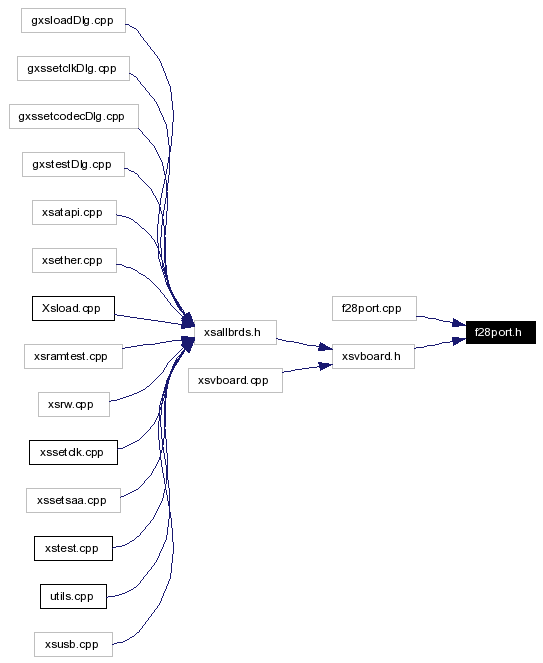 gxsloadDlg.cpp
gxssetclkDlg.cpp
gxssetcodecDlg.cpp
gxstestDlg.cpp
xsatapi.cpp
xsether.cpp
Xsload.cpp
f28port.cpp
xsallbrds.h
f28port.h
xsramtest.cpp
xsvboard.h
xsvboard.cpp
xsrw.cpp
xssetclk.cpp
xssetsaa.cpp
xstest.cpp
utils.cpp
xsusb.cpp